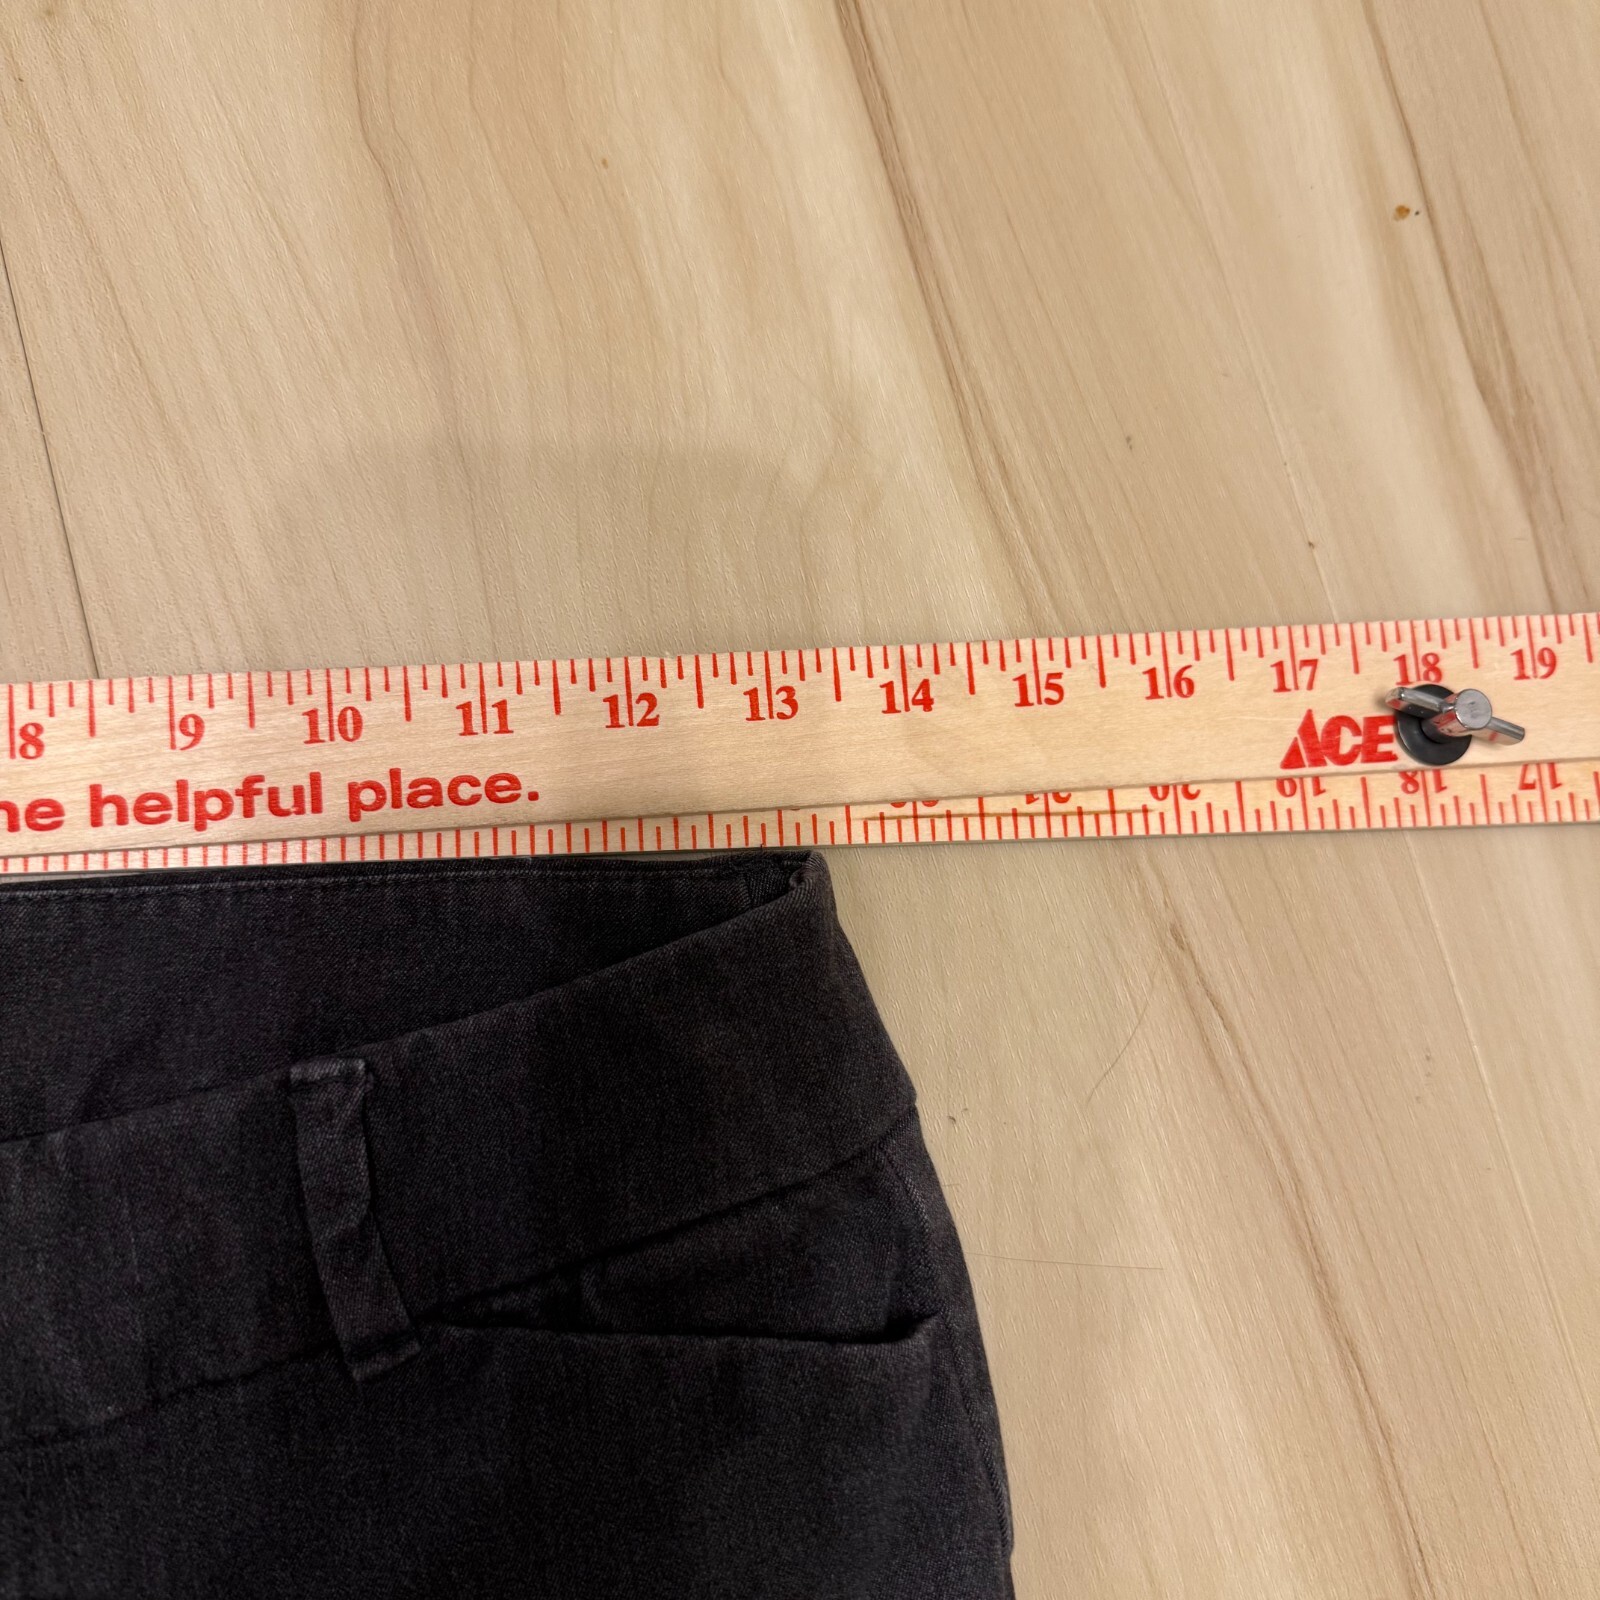 8 9 10 11 12 13 14 15 16 17 18 19
he helpful place.
ACE